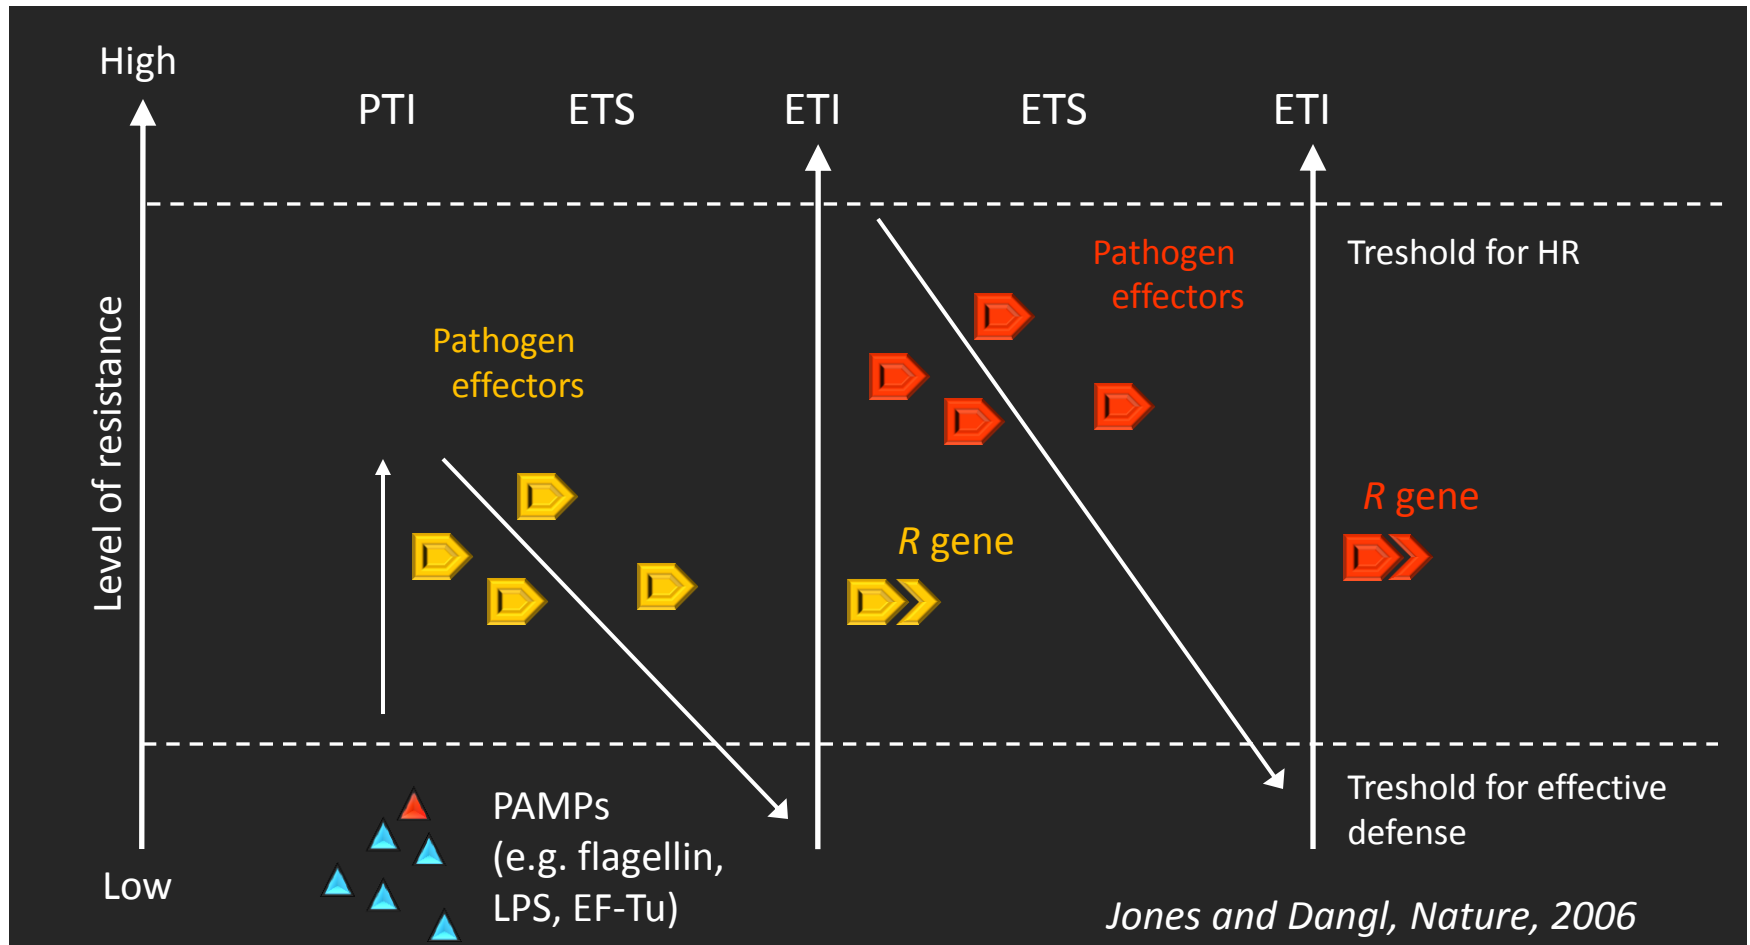 High
PTI ETS ETI ETS ETI
Level of resistance
Treshold for HR
Pathogen
effectors
Pathogen
effectors
R gene
R gene
PAMPs
(e.g. flagellin,
LPS, EF-Tu)
Treshold for effective
defense
Low
Jones and Dangl, Nature, 2006